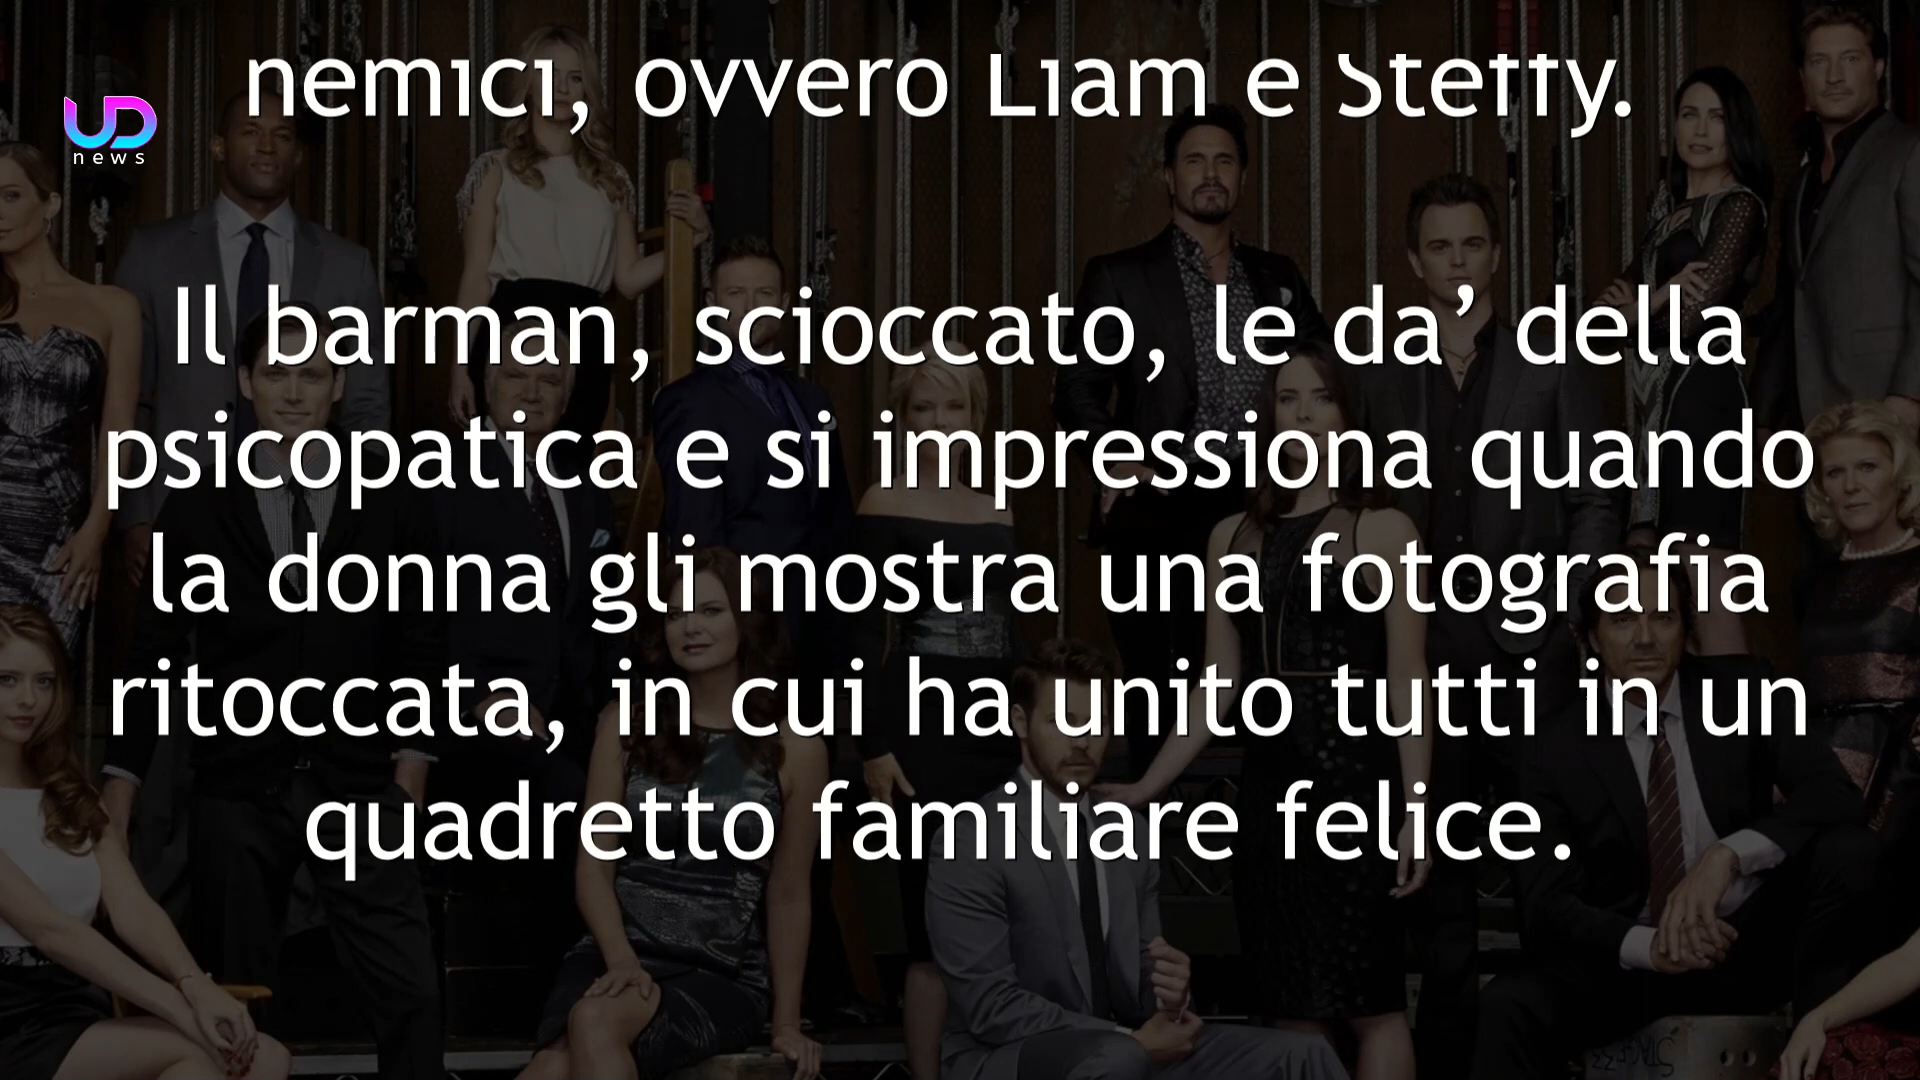 nemici, ovvero Liam e Steffy.
UD
news
Il barman, scioccato, le da’ della
psicopatica e si impressiona quando
la donna gli mostra una fotografia
ritoccata, in cui ha unito tutti in un
quadretto familiare felice.